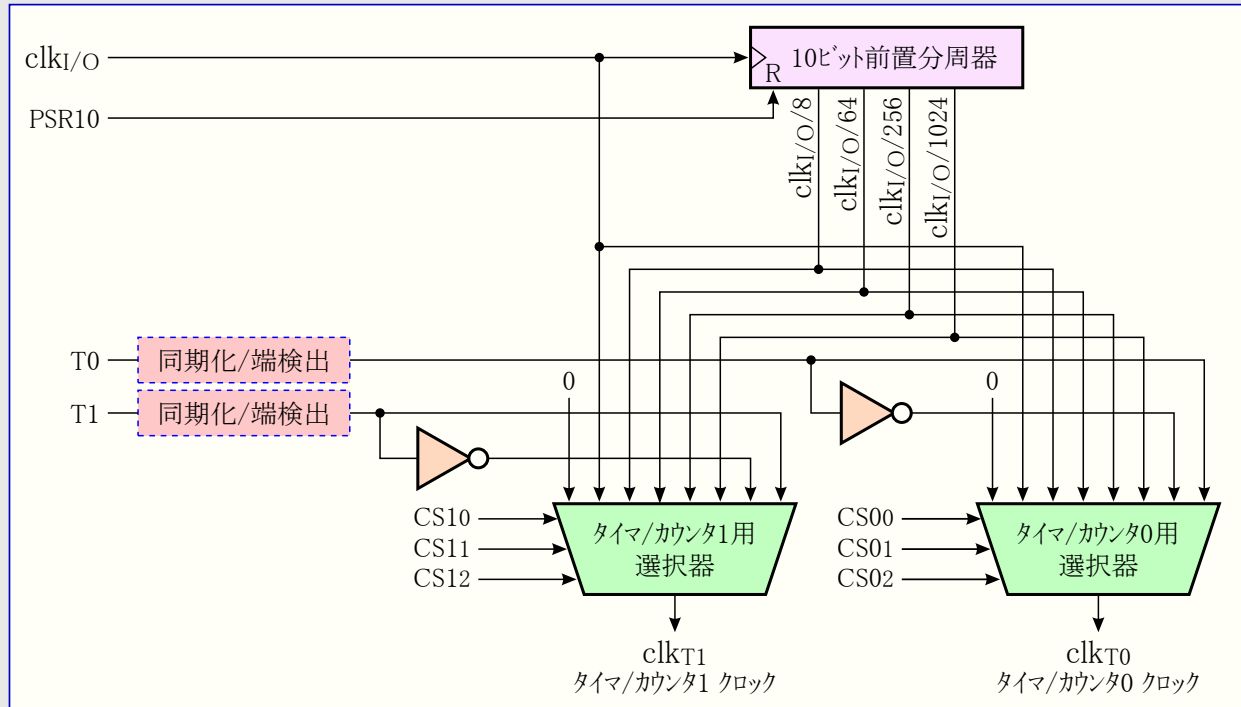 clkI/O
10ﾋﾞｯﾄ前置分周器
R
PSR10
clkI/O/8
clkI/O/64
clkI/O/256
clkI/O/1024
T0
同期化/端検出
T1
同期化/端検出
0
0
CS10
CS11
CS12
ﾀｲﾏ/ｶｳﾝﾀ1用
選択器
CS00
CS01
CS02
ﾀｲﾏ/ｶｳﾝﾀ0用
選択器
clkT1
ﾀｲﾏ/ｶｳﾝﾀ1 ｸﾛｯｸ
clkT0
ﾀｲﾏ/ｶｳﾝﾀ0 ｸﾛｯｸ